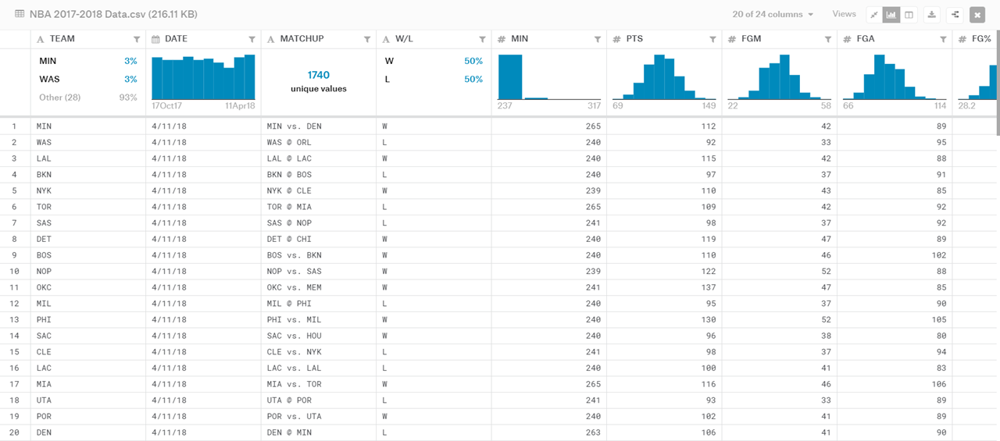 NBA 2017-2018 Data.csv (216.11 KB) 20 of 24 columns Views
A TEAM DATE A MATCHUP A W/L # MIN # PTS # FGM # FGA # FG%
MIN 3% W 50%
1740
WAS 3% L 50%
unique values
Other (28) 93%
17Oct17 11Apr18 237 317 69 149 22 58 66 114 28.2
1 MIN 4/11/18 MIN vs. DEN W 265 112 42 89
2 WAS 4/11/18 WAS @ ORL L 240 92 33 95
3 LAL 4/11/18 LAL @ LAC W 240 115 42 88
4 BKN 4/11/18 BKN @ BOS L 240 97 37 91
5 NYK 4/11/18 NYK @ CLE W 239 110 43 85
6 TOR 4/11/18 TOR @ MIA L 265 109 42 92
7 SAS 4/11/18 SAS @ NOP L 241 98 37 92
8 DET 4/11/18 DET @ CHI W 240 119 47 89
9 BOS 4/11/18 BOS vs. BKN W 240 110 46 102
10 NOP 4/11/18 NOP vs. SAS W 239 122 52 88
11 OKC 4/11/18 OKC vs. MEM W 241 137 47 85
12 MIL 4/11/18 MIL @ PHI L 240 95 37 90
13 PHI 4/11/18 PHI vs. MIL W 240 130 52 105
14 SAC 4/11/18 SAC vs. HOU W 240 96 38 80
15 CLE 4/11/18 CLE vs. NYK L 241 98 37 94
16 LAC 4/11/18 LAC vs. LAL L 240 100 41 83
17 MIA 4/11/18 MIA vs. TOR W 265 116 46 106
18 UTA 4/11/18 UTA @ POR L 241 93 33 89
19 POR 4/11/18 POR vs. UTA W 240 102 41 89
20 DEN 4/11/18 DEN @ MIN L 263 106 41 90